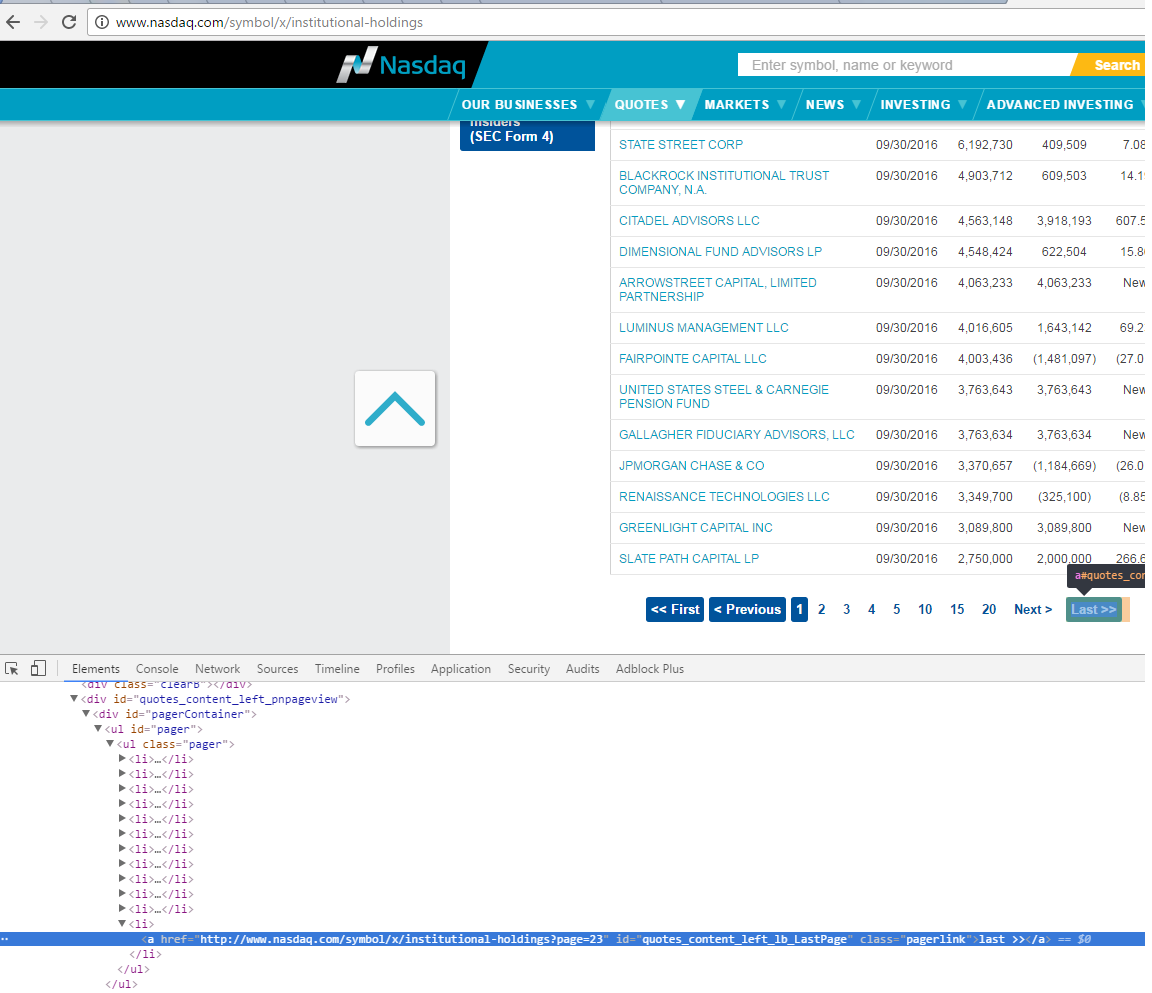 www.nasdaq.com/symbol/x/institutional-holdings
Nasdaq
Enter symbol, name or keyword
Search
OUR BUSINESSES ▼ QUOTES ▼ MARKETS ▼ NEWS ▼ INVESTING ▼ ADVANCED INVESTING
Insiders
(SEC Form 4)
STATE STREET CORP 09/30/2016 6,192,730 409,509 7.08
BLACKROCK INSTITUTIONAL TRUST 09/30/2016 4,903,712 609,503 14.1
COMPANY, N.A.
CITADEL ADVISORS LLC 09/30/2016 4,563,148 3,918,193 607.5
DIMENSIONAL FUND ADVISORS LP 09/30/2016 4,548,424 622,504 15.8
ARROWSTREET CAPITAL, LIMITED 09/30/2016 4,063,233 4,063,233 New
PARTNERSHIP
LUMINUS MANAGEMENT LLC 09/30/2016 4,016,605 1,643,142 69.2
FAIRPOINTE CAPITAL LLC 09/30/2016 4,003,436 (1,481,097) (27.0
UNITED STATES STEEL & CARNEGIE 09/30/2016 3,763,643 3,763,643 New
PENSION FUND
GALLAGHER FIDUCIARY ADVISORS, LLC 09/30/2016 3,763,634 3,763,634 New
JPMORGAN CHASE & CO 09/30/2016 3,370,657 (1,184,669) (26.0
RENAISSANCE TECHNOLOGIES LLC 09/30/2016 3,349,700 (325,100) (8.85
GREENLIGHT CAPITAL INC 09/30/2016 3,089,800 3,089,800 New
SLATE PATH CAPITAL LP 09/30/2016 2,750,000 2,000,000 266.6
a#quotes_con
<< First < Previous 1 2 3 4 5 10 15 20 Next > Last >>
Elements Console Network Sources Timeline Profiles Application Security Audits Adblock Plus
<div class="clearB"></div>
▼<div id="quotes_content_left_pnpageview">
▼<div id="pagerContainer">
▼<ul id="pager">
▼<ul class="pager">
▶<li>…</li>
▶<li>…</li>
▶<li>…</li>
▶<li>…</li>
▶<li>…</li>
▶<li>…</li>
▶<li>…</li>
▶<li>…</li>
▶<li>…</li>
▶<li>…</li>
▶<li>…</li>
▼<li>
<a href="http://www.nasdaq.com/symbol/x/institutional-holdings?page=23" id="quotes_content_left_lb_LastPage" class="pagerlink">last >></a> == $0
</li>
</ul>
</ul>